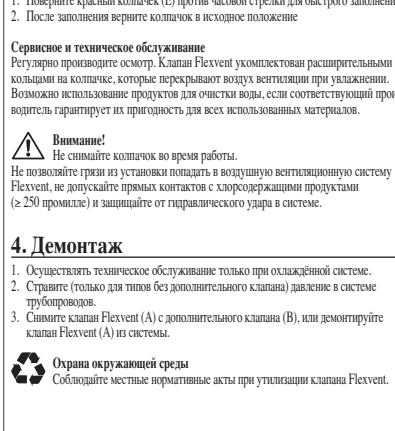 1. Поверните красный колпачек (E) против часовой стрелки для быстрого заполнени
2. После заполнения верните колпачок в исходное положение
Сервисное и техническое обслуживание
Регулярно производите осмотр. Клапан Flexvent укомплектован расширительными
кольцами на колпачке, которые перекрывают воздух вентиляции при увлажнении.
Возможно использование продуктов для очистки воды, если соответствующий прои
водитель гарантирует их пригодность для всех использованных материалов.
Внимание!
Не снимайте колпачок во время работы.
Не позволяйте грязи из установки попадать в воздушную вентиляционную систему
Flexvent, не допускайте прямых контактов с хлорсодержащими продуктами
(≥ 250 промилле) и защищайте от гидравлического удара в системе.
4. Демонтаж
1. Осуществлять техническое обслуживание только при охлаждённой системе.
2. Стравите (только для типов без дополнительного клапана) давление в системе
трубопроводов.
3. Снимите клапан Flexvent (A) с дополнительного клапана (B), или демонтируйте
клапан Flexvent (A) из системы.
Охрана окружающей среды
Соблюдайте местные нормативные акты при утилизации клапана Flexvent.